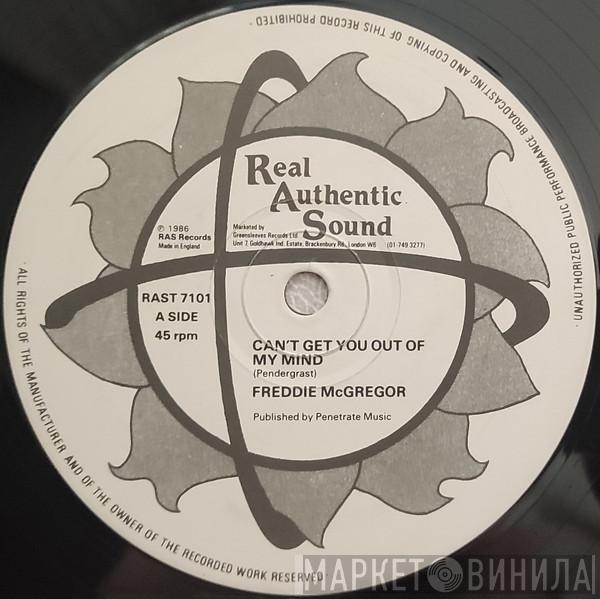 UNAUTHORIZED PUBLIC PERFORMANCE BROADCASTING AND COPYING OF THIS RECORD PROHIBITED ·
Real
Authentic
Sound
℗ 1986
RAS Records
Made in England
Marketed by
Greensleeves Records Ltd
Unit 7 Goldhawk Ind. Estate, Brackenbury Rd., London W6 (01-749 3277)
RAST 7101
A SIDE
45 rpm
CAN'T GET YOU OUT OF
MY MIND
(Pendergrast)
FREDDIE McGREGOR
Published by Penetrate Music
· ALL RIGHTS OF THE MANUFACTURER AND OF THE OWNER OF THE RECORDED WORK RESERVED ·
МАРКЕТ ВИНИЛА